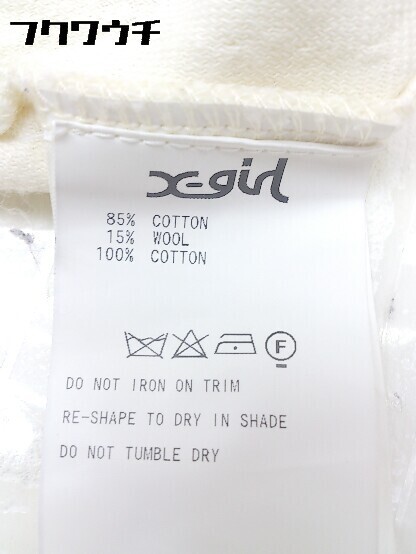 フクウウチ
X-girl
85% COTTON
15% WOOL
100% COTTON
F
DO NOT IRON ON TRIM
RE-SHAPE TO DRY IN SHADE
DO NOT TUMBLE DRY